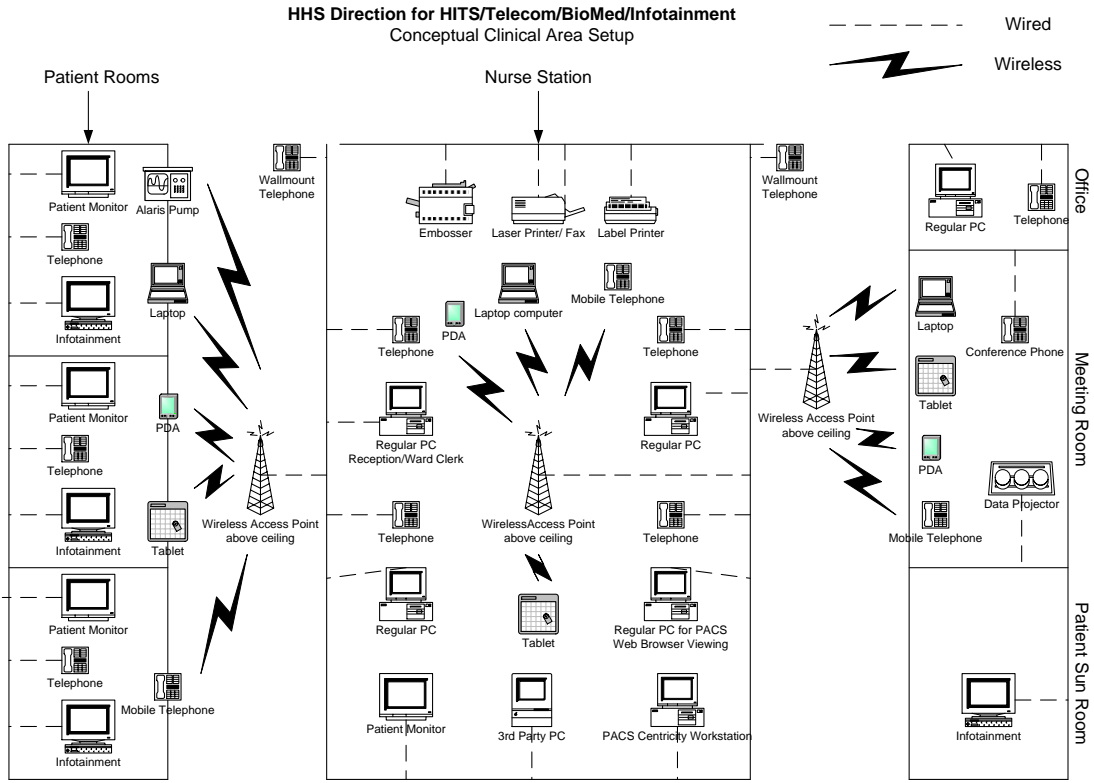 HHS Direction for HITS/Telecom/BioMed/Infotainment
Conceptual Clinical Area Setup
Wired
Wireless
Patient Rooms
Nurse Station
Patient Monitor
Alaris Pump
Telephone
Laptop
Infotainment
Patient Monitor
PDA
Telephone
Infotainment
Tablet
Patient Monitor
Telephone
Mobile Telephone
Infotainment
Wireless Access Point
above ceiling
Wallmount
Telephone
Embosser
Laser Printer/ Fax
Label Printer
Mobile Telephone
Laptop computer
PDA
Telephone
Telephone
Regular PC
Reception/Ward Clerk
Regular PC
WirelessAccess Point
above ceiling
Telephone
Telephone
Regular PC
Tablet
Regular PC for PACS
Web Browser Viewing
Patient Monitor
3rd Party PC
PACS Centricity Workstation
Wallmount
Telephone
Wireless Access Point
above ceiling
Regular PC
Telephone
Office
Laptop
Conference Phone
Tablet
PDA
Data Projector
Mobile Telephone
Meeting Room
Infotainment
Patient Sun Room